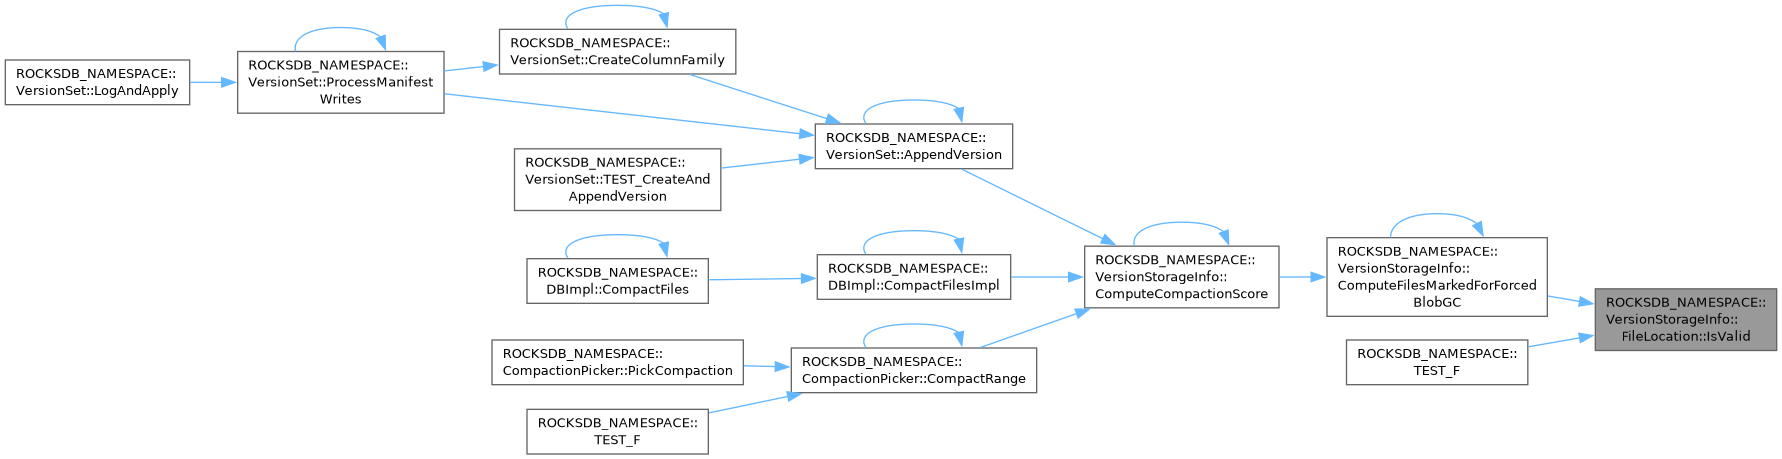 ROCKSDB_NAMESPACE::
VersionSet::LogAndApply
ROCKSDB_NAMESPACE::
VersionSet::ProcessManifest
Writes
ROCKSDB_NAMESPACE::
VersionSet::CreateColumnFamily
ROCKSDB_NAMESPACE::
VersionSet::TEST_CreateAnd
AppendVersion
ROCKSDB_NAMESPACE::
VersionSet::AppendVersion
ROCKSDB_NAMESPACE::
DBImpl::CompactFiles
ROCKSDB_NAMESPACE::
DBImpl::CompactFilesImpl
ROCKSDB_NAMESPACE::
CompactionPicker::PickCompaction
ROCKSDB_NAMESPACE::
TEST_F
ROCKSDB_NAMESPACE::
CompactionPicker::CompactRange
ROCKSDB_NAMESPACE::
VersionStorageInfo::
ComputeCompactionScore
ROCKSDB_NAMESPACE::
VersionStorageInfo::
ComputeFilesMarkedForForced
BlobGC
ROCKSDB_NAMESPACE::
TEST_F
ROCKSDB_NAMESPACE::
VersionStorageInfo::
FileLocation::IsValid